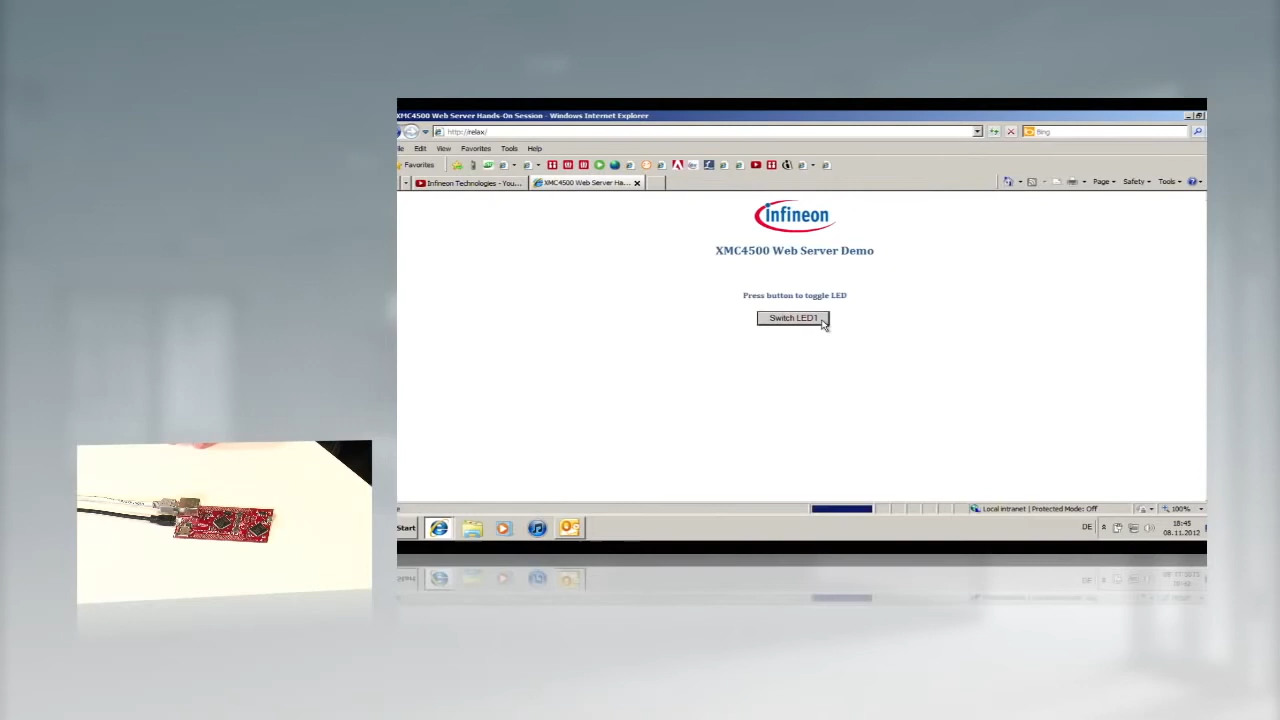 XMC4500 Web Server Hands-On Session - Windows Internet Explorer
http://relax/
Bing
Edit View Favorites Tools Help
Favorites
Infineon Technologies - You...
XMC4500 Web Server Ha...
Page Safety Tools
infineon
XMC4500 Web Server Demo
Press button to toggle LED
Switch LED1
Local intranet | Protected Mode: Off
100%
Start
DE
18:45
08.11.2012